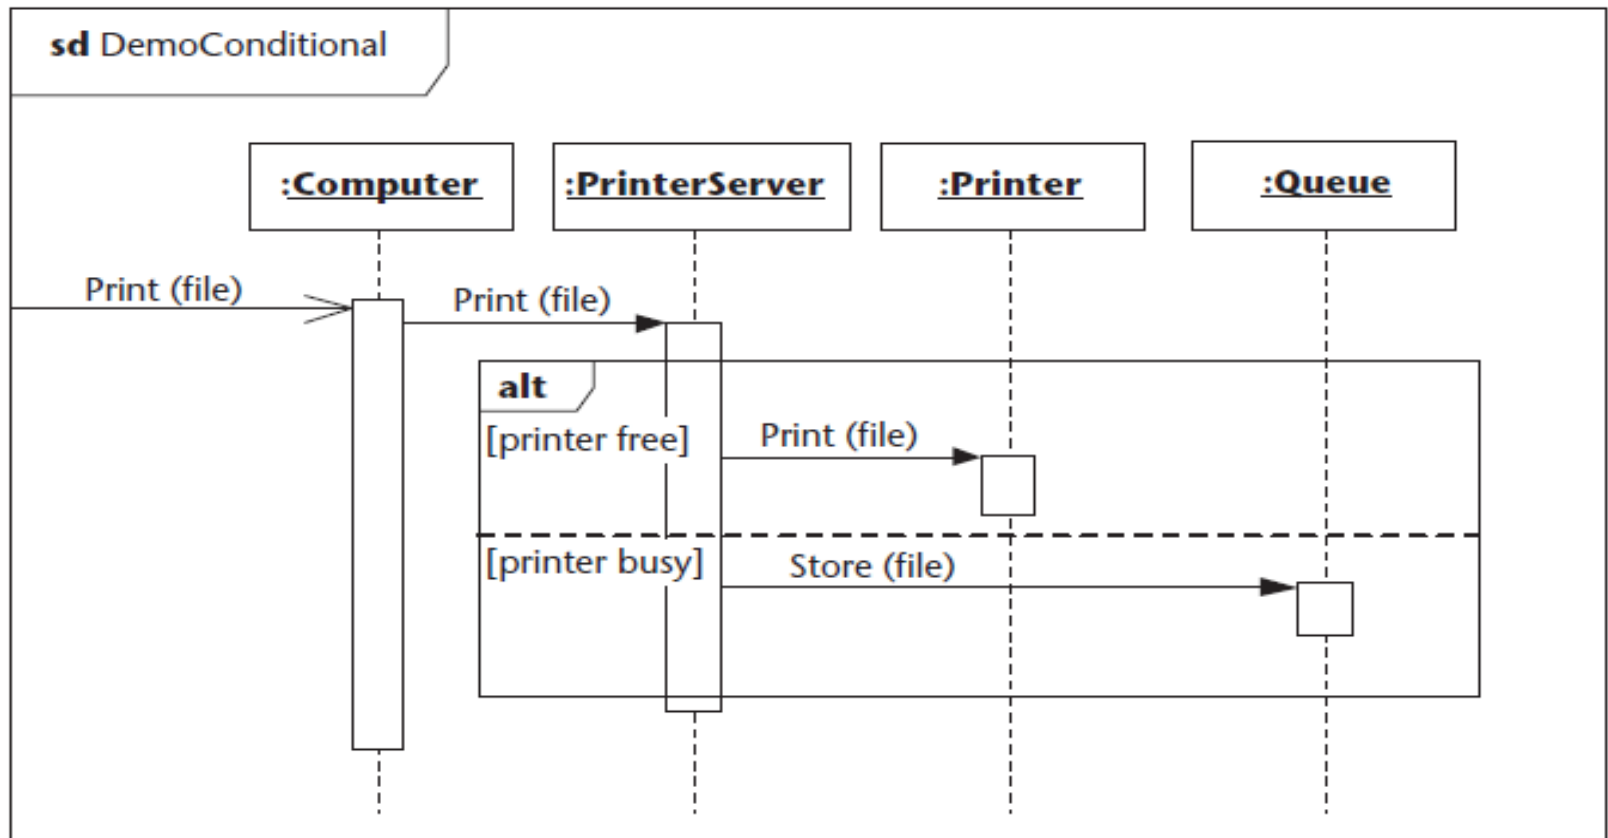 sd DemoConditional
:Computer
:PrinterServer
:Printer
:Queue
Print (file)
Print (file)
alt
[printer free]
Print (file)
[printer busy]
Store (file)